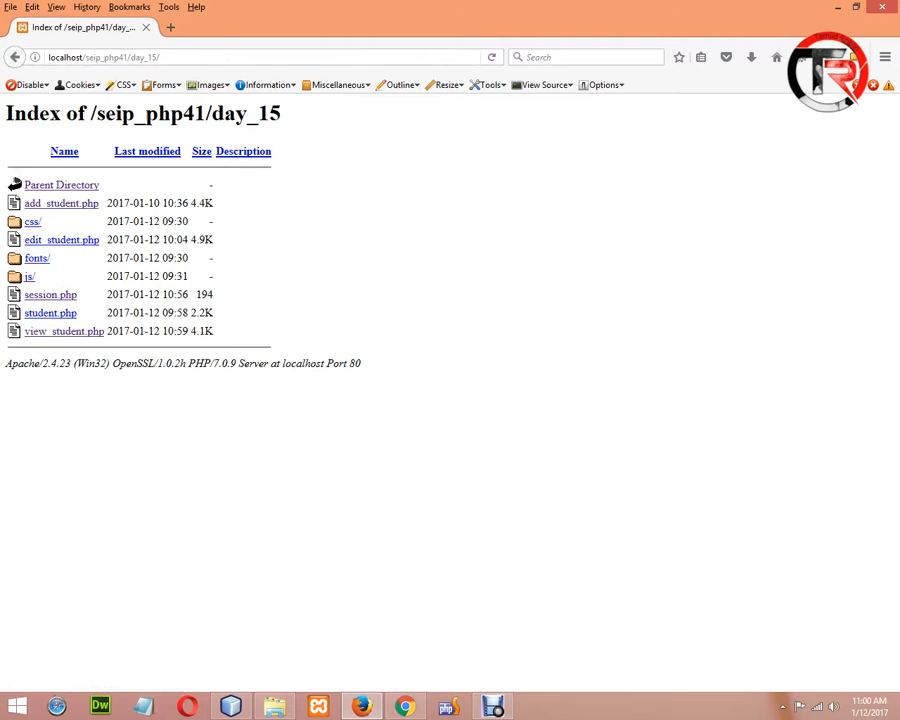 File Edit View History Bookmarks Tools Help
Index of /seip_php41/day_...
localhost/seip_php41/day_15/
Search
Disable Cookies CSS Forms Images Information Miscellaneous Outline Resize Tools View Source Options
Index of /seip_php41/day_15
Name Last modified Size Description
Parent Directory -
add_student.php 2017-01-10 10:36 4.4K
css/ 2017-01-12 09:30 -
edit_student.php 2017-01-12 10:04 4.9K
fonts/ 2017-01-12 09:30 -
js/ 2017-01-12 09:31 -
session.php 2017-01-12 10:56 194
student.php 2017-01-12 09:58 2.2K
view_student.php 2017-01-12 10:59 4.1K
Apache/2.4.23 (Win32) OpenSSL/1.0.2h PHP/7.0.9 Server at localhost Port 80
Dw
php
11:00 AM
1/12/2017